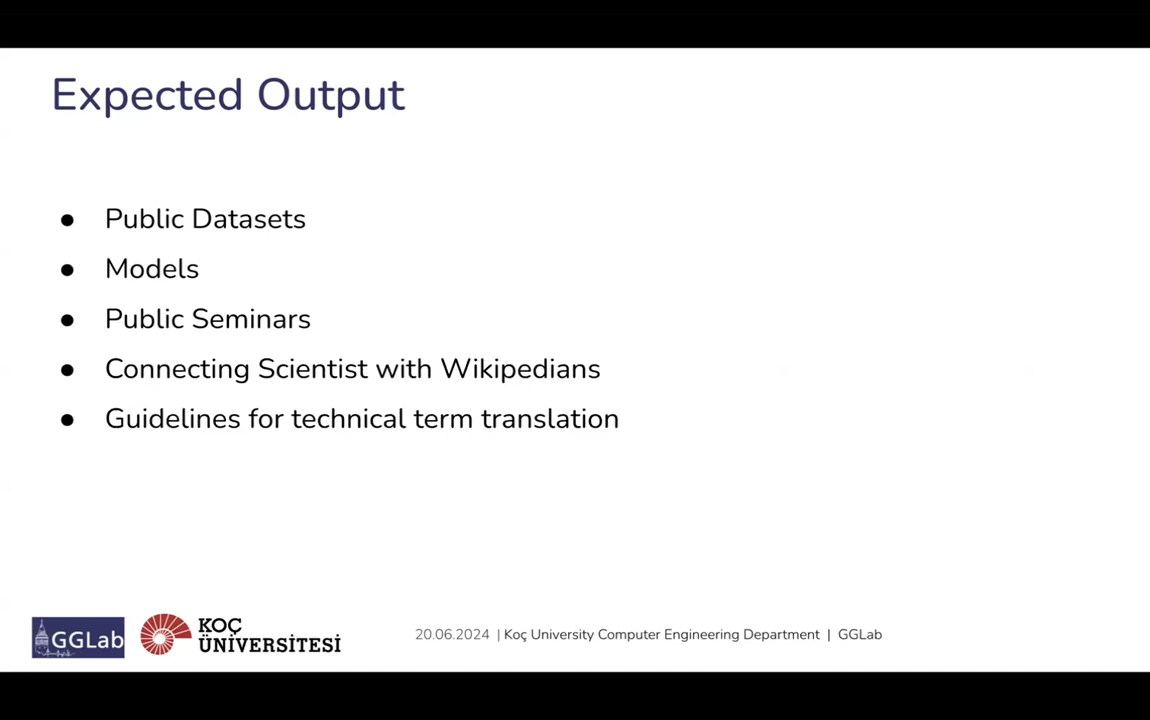 Expected Output
● Public Datasets
● Models
● Public Seminars
● Connecting Scientist with Wikipedians
● Guidelines for technical term translation
GGLab
KOÇ
ÜNİVERSİTESİ
20.06.2024 | Koç University Computer Engineering Department | GGLab